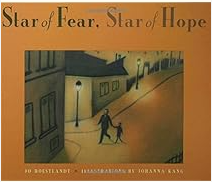 Star of Fear, Star of Hope
JO HOESTLANDT • ILLUSTRATIONS BY JOHANNA KANG